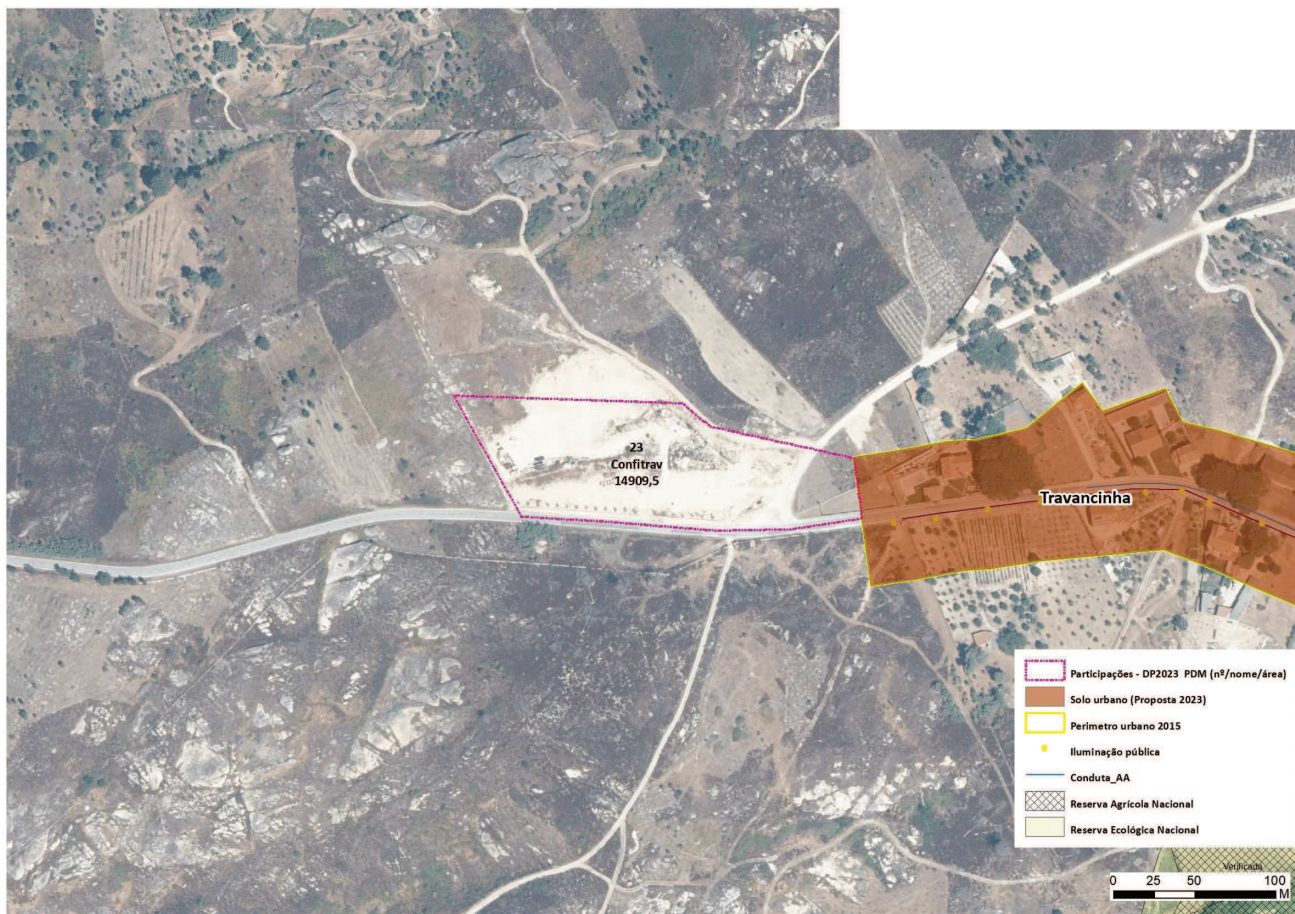 23
Confitrav
14909,5
Travancinha
Participações - DP2023 PDM (nº/nome/área)
Solo urbano (Proposta 2023)
Perimetro urbano 2015
Iluminação pública
Conduta_AA
Reserva Agrícola Nacional
Reserva Ecológica Nacional
Verificada
0 25 50 100
M